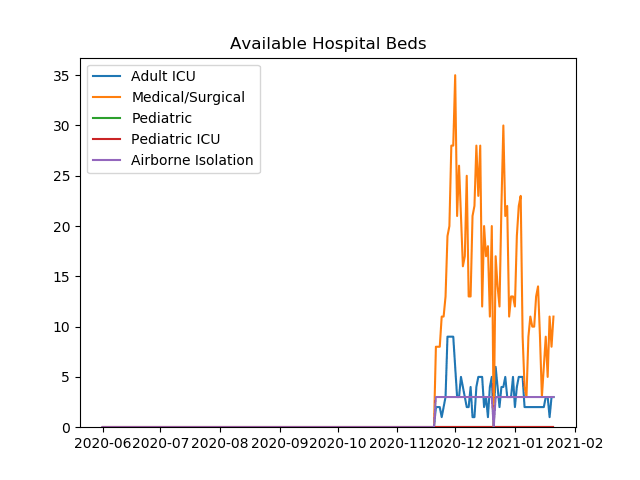 Available Hospital Beds
35
30
25
20
15
10
5
0
Adult ICU
Medical/Surgical
Pediatric
Pediatric ICU
Airborne Isolation
2020-06 2020-07 2020-08 2020-09 2020-10 2020-11 2020-12 2021-01 2021-02